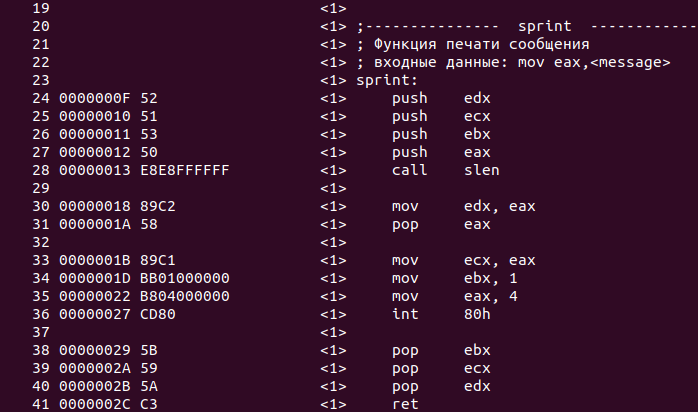 19 <1>
20 <1> ;--------------- sprint ------------
21 <1> ; Функция печати сообщения
22 <1> ; входные данные: mov eax,<message>
23 <1> sprint:
24 0000000F 52 <1> push edx
25 00000010 51 <1> push ecx
26 00000011 53 <1> push ebx
27 00000012 50 <1> push eax
28 00000013 E8E8FFFFFF <1> call slen
29 <1>
30 00000018 89C2 <1> mov edx, eax
31 0000001A 58 <1> pop eax
32 <1>
33 0000001B 89C1 <1> mov ecx, eax
34 0000001D BB01000000 <1> mov ebx, 1
35 00000022 B804000000 <1> mov eax, 4
36 00000027 CD80 <1> int 80h
37 <1>
38 00000029 5B <1> pop ebx
39 0000002A 59 <1> pop ecx
40 0000002B 5A <1> pop edx
41 0000002C C3 <1> ret